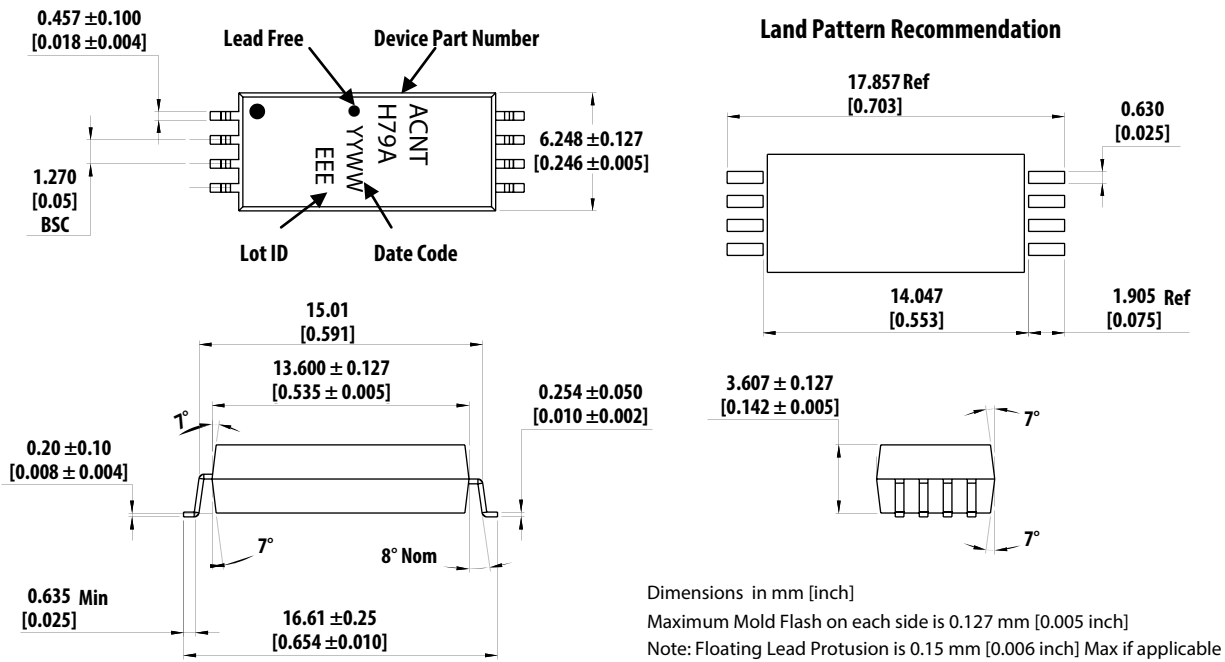 0.457 ±0.100
[0.018 ±0.004]
Lead Free
Device Part Number
ACNT
H79A
YYWW
EEE
6.248 ±0.127
[0.246 ±0.005]
1.270
[0.05]
BSC
Lot ID
Date Code
Land Pattern Recommendation
17.857 Ref
[0.703]
0.630
[0.025]
14.047
[0.553]
1.905 Ref
[0.075]
15.01
[0.591]
13.600 ± 0.127
[0.535 ± 0.005]
0.254 ±0.050
[0.010 ±0.002]
7°
0.20 ±0.10
[0.008 ± 0.004]
7°
8° Nom
0.635 Min
[0.025]
16.61 ±0.25
[0.654 ±0.010]
3.607 ± 0.127
[0.142 ± 0.005]
7°
7°
Dimensions in mm [inch]
Maximum Mold Flash on each side is 0.127 mm [0.005 inch]
Note: Floating Lead Protusion is 0.15 mm [0.006 inch] Max if applicable